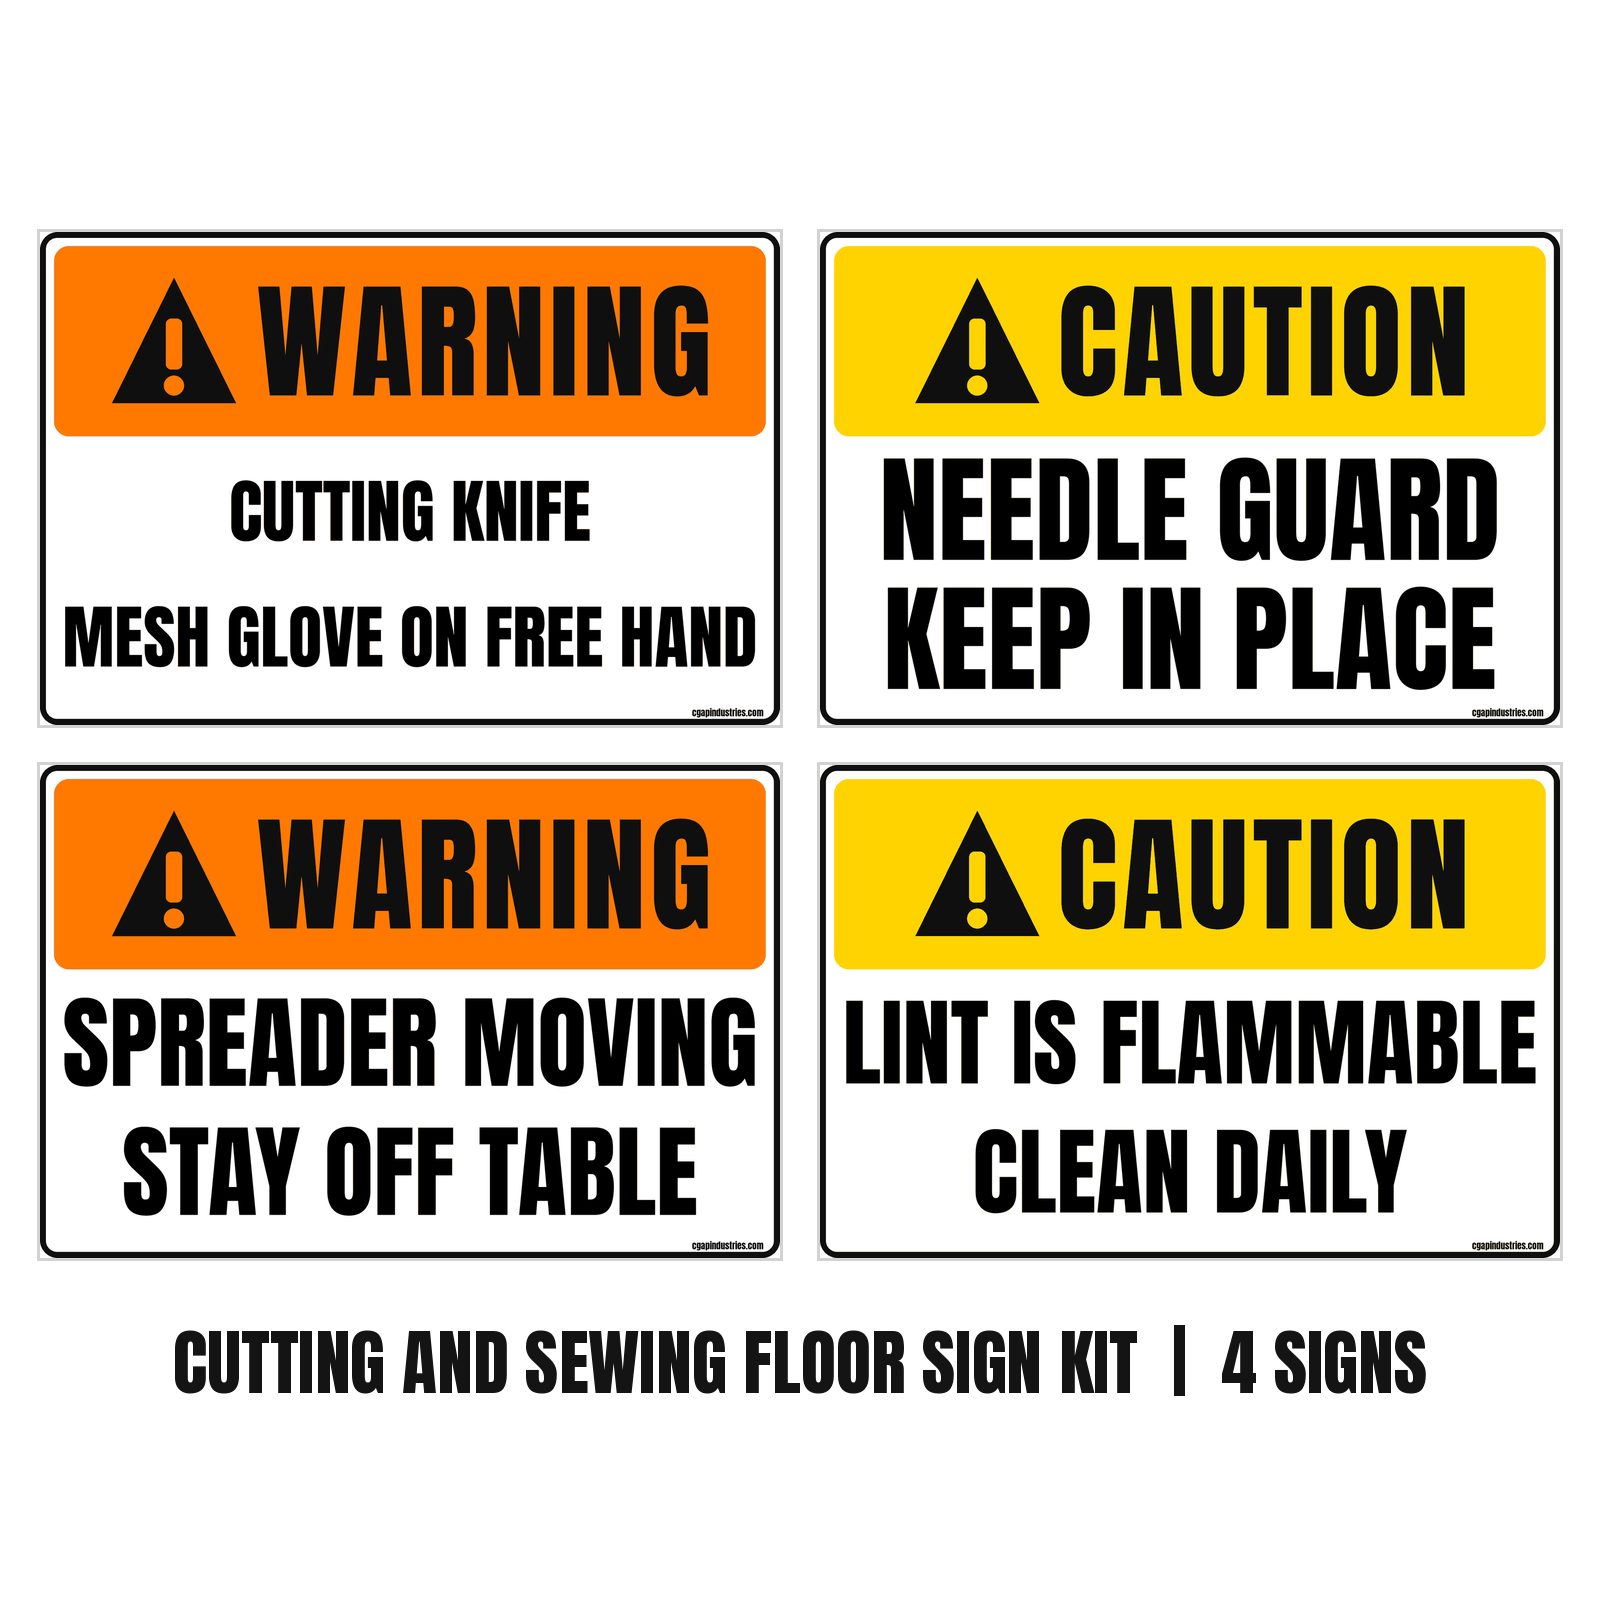 WARNING
CUTTING KNIFE
MESH GLOVE ON FREE HAND
cgapindustries.com
CAUTION
NEEDLE GUARD
KEEP IN PLACE
cgapindustries.com
WARNING
SPREADER MOVING
STAY OFF TABLE
cgapindustries.com
CAUTION
LINT IS FLAMMABLE
CLEAN DAILY
cgapindustries.com
CUTTING AND SEWING FLOOR SIGN KIT | 4 SIGNS